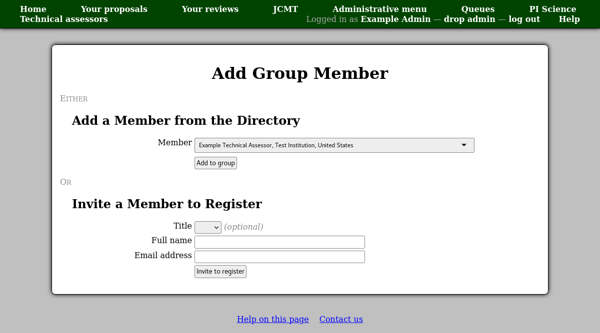 Home Your proposals Your reviews JCMT Administrative menu Queues PI Science
Technical assessors Logged in as Example Admin — drop admin — log out Help
Add Group Member
EITHER
Add a Member from the Directory
Member Example Technical Assessor, Test Institution, United States
Add to group
OR
Invite a Member to Register
Title (optional)
Full name
Email address
Invite to register
Help on this page Contact us